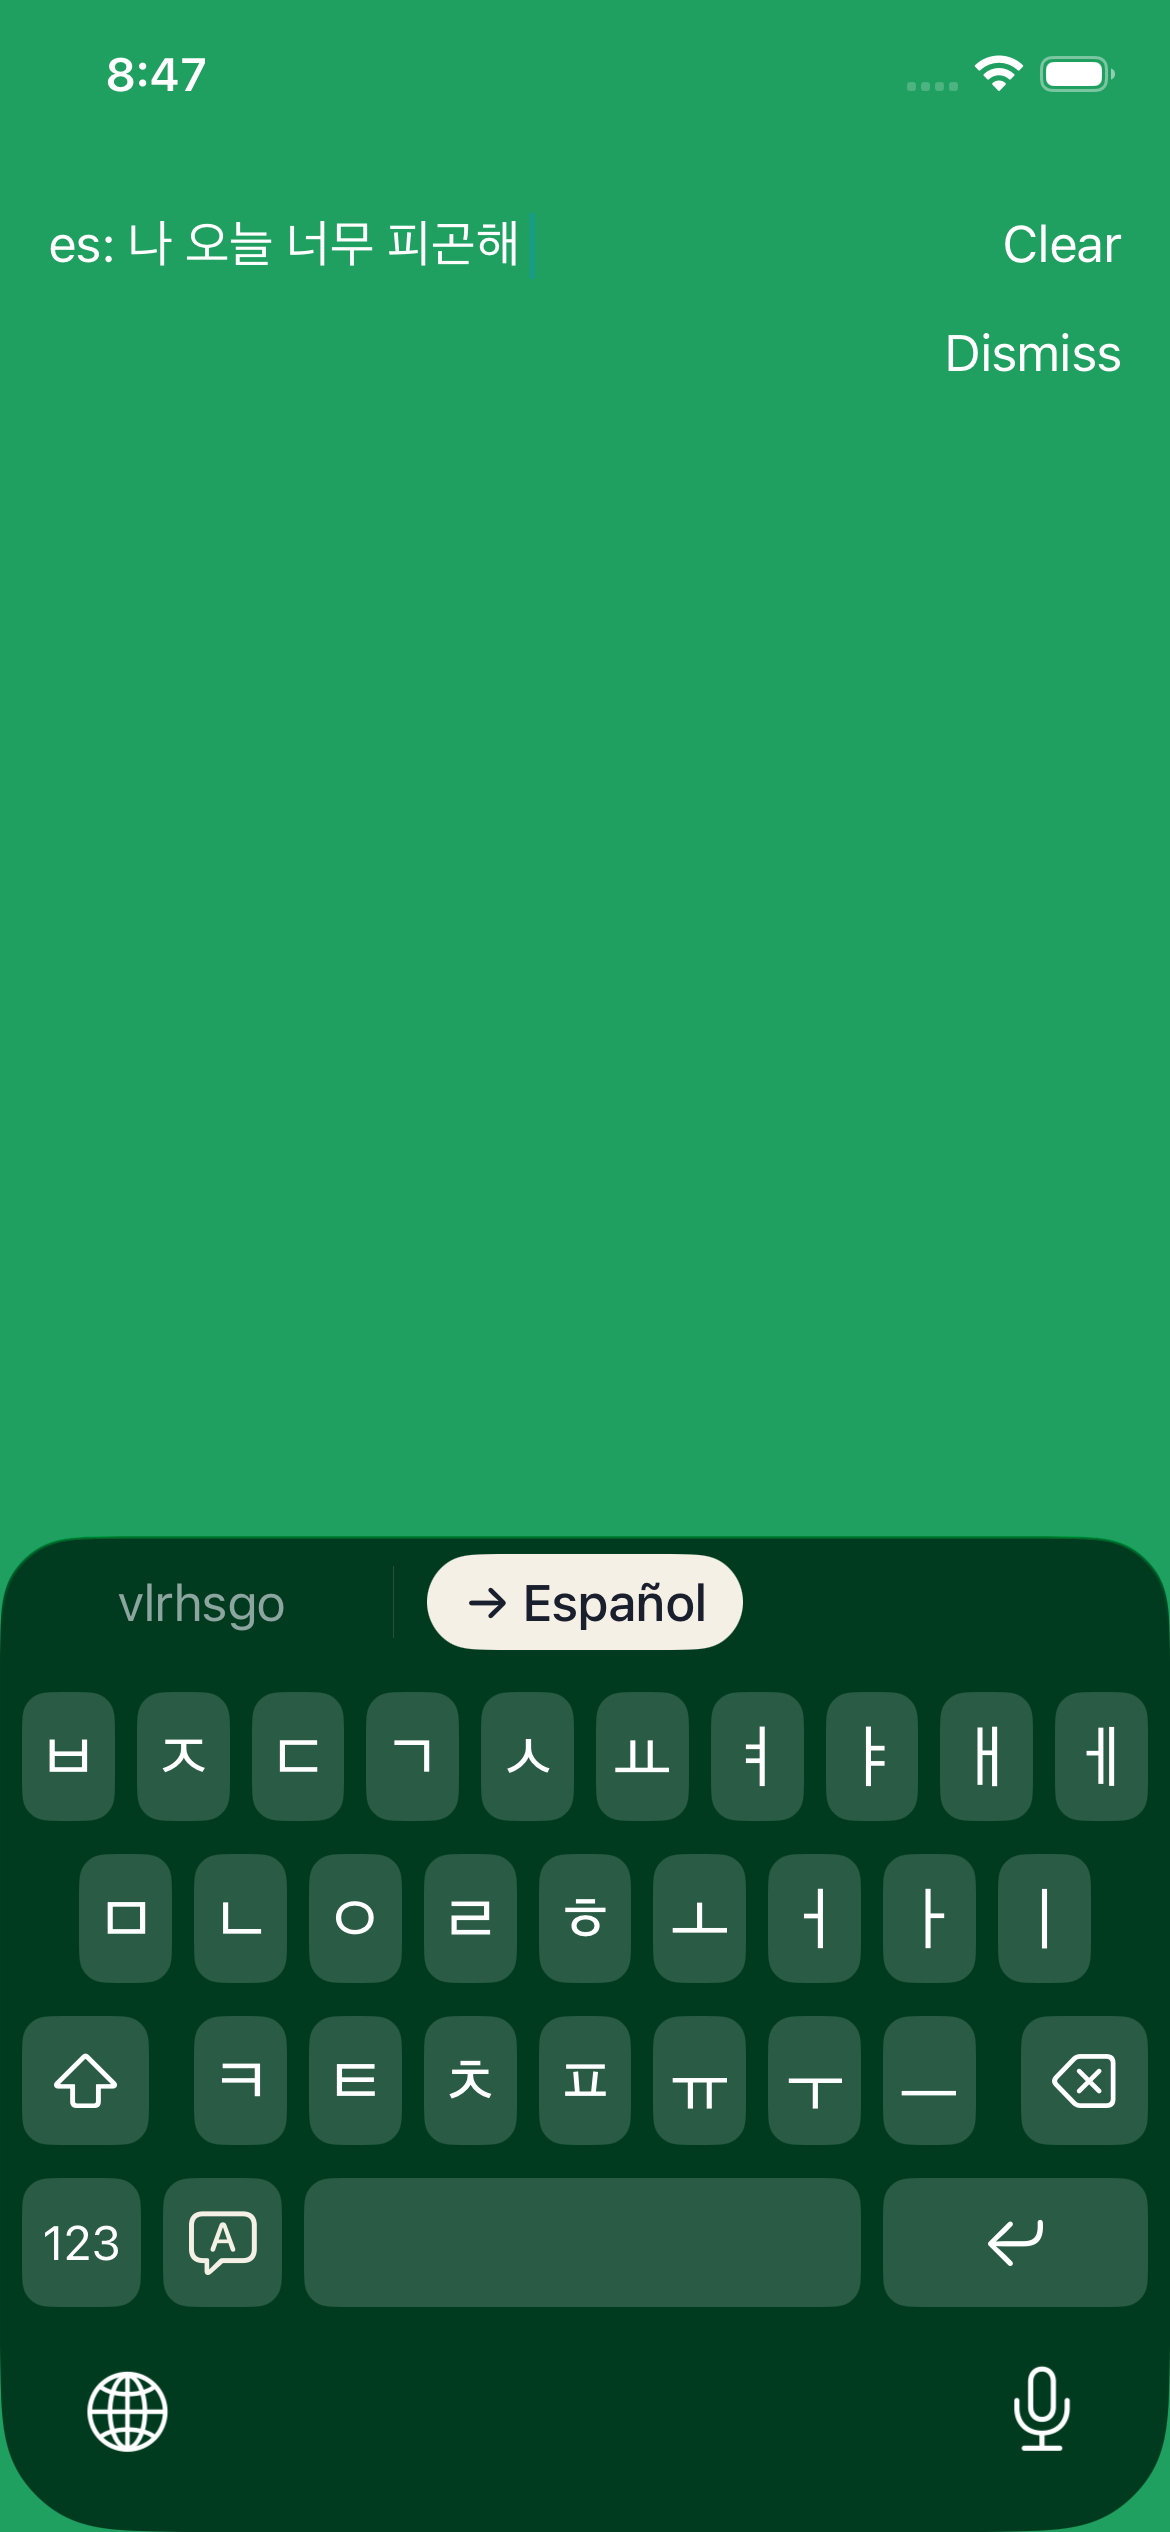 8:47
es: 나 오늘 너무 피곤해
Clear
Dismiss
vlrhsgo
→ Español
ㅂ ㅈ ㄷ ㄱ ㅅ ㅛ ㅕ ㅑ ㅐ ㅔ
ㅁ ㄴ ㅇ ㄹ ㅎ ㅗ ㅓ ㅏ ㅣ
ㅋ ㅌ ㅊ ㅍ ㅠ ㅜ ㅡ
123 A